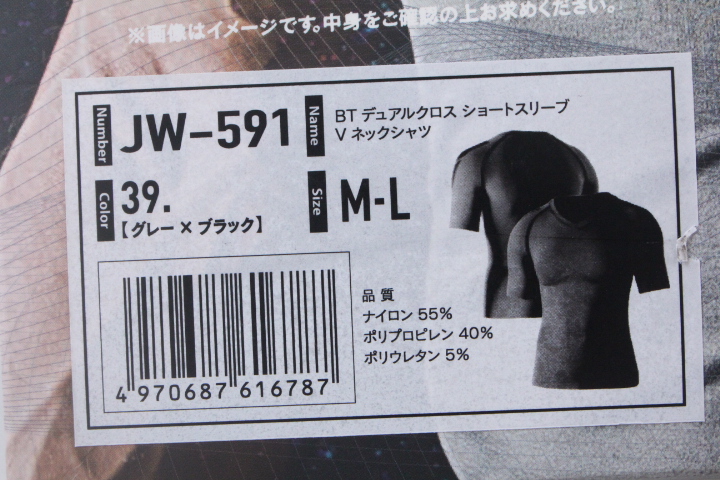 ※画像はイメージです。中身をご確認の上お求めください。
Number
JW-591
Name
BT デュアルクロス ショートスリーブ
V ネックシャツ
Color
39.
【グレー×ブラック】
Size
M-L
品質
ナイロン 55%
ポリプロピレン 40%
ポリウレタン 5%
4 970687 616787